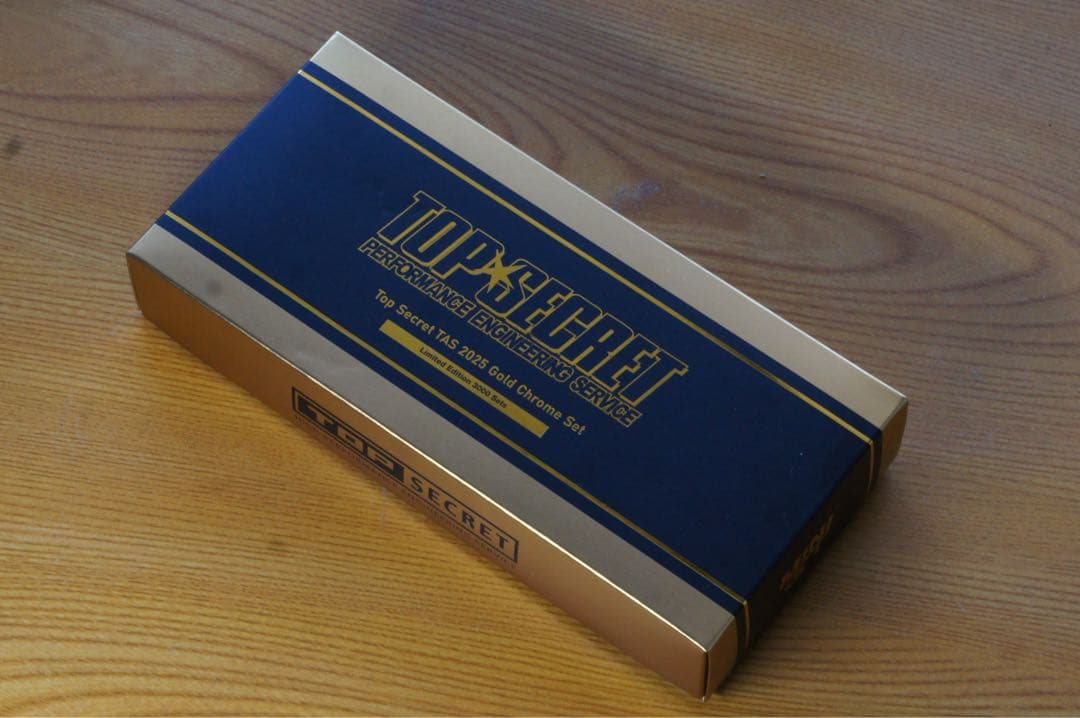 TOP★SECRET
PERFORMANCE ENGINEERING SERVICE
Top Secret TAS 2025 Gold Chrome Set
Limited Edition 3000 Sets
TOP SECRET